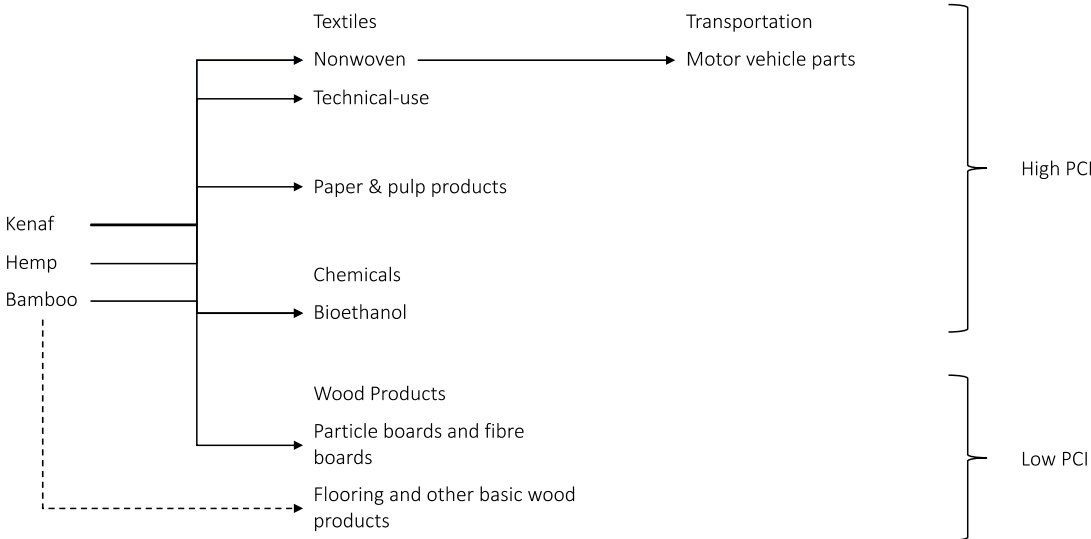 Textiles
Transportation
Nonwoven
Motor vehicle parts
Technical-use
High PCI
Paper & pulp products
Kenaf
Hemp
Chemicals
Bamboo
Bioethanol
Wood Products
Particle boards and fibre
boards
Low PCI
Flooring and other basic wood
products